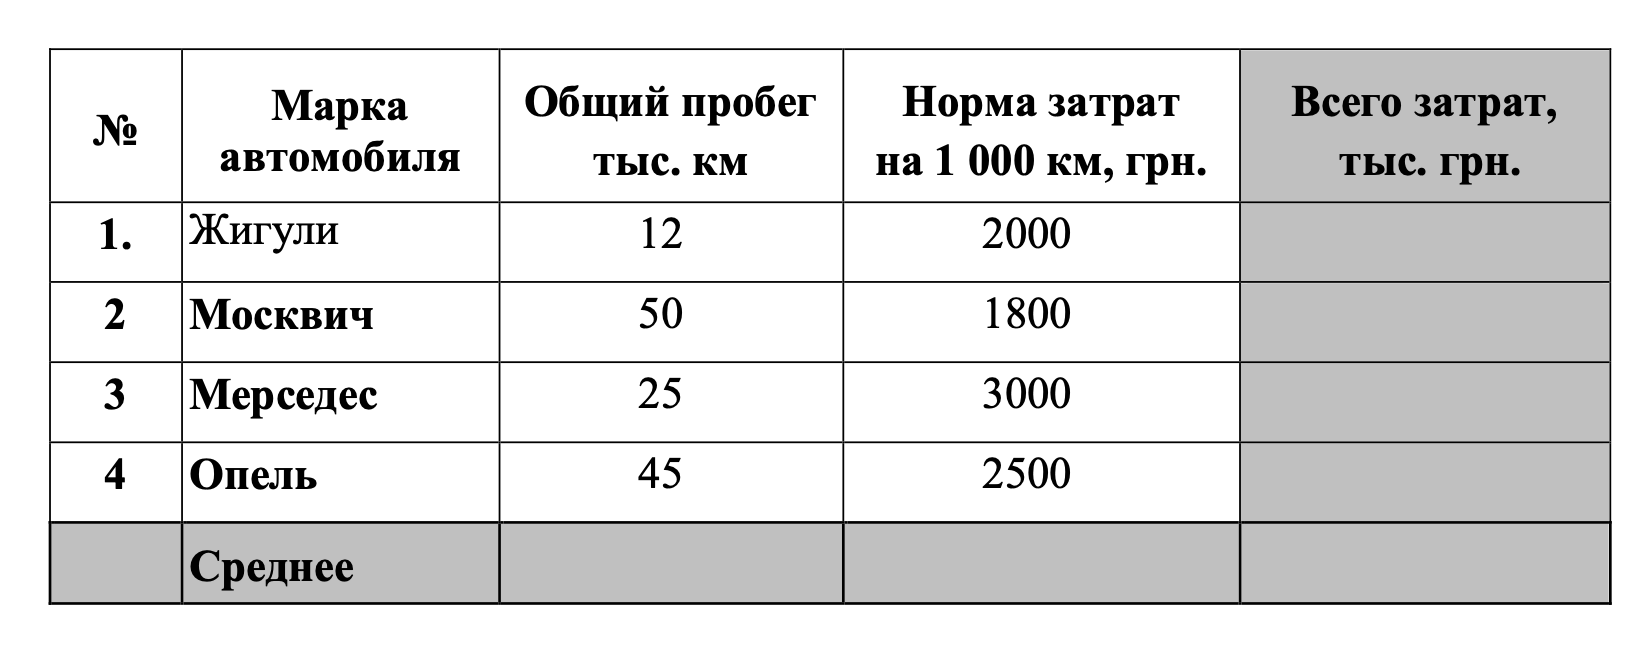 № Марка автомобиля Общий пробег тыс. км Норма затрат на 1 000 км, грн. Всего затрат, тыс. грн.
1. Жигули 12 2000
2 Москвич 50 1800
3 Мерседес 25 3000
4 Опель 45 2500
Среднее